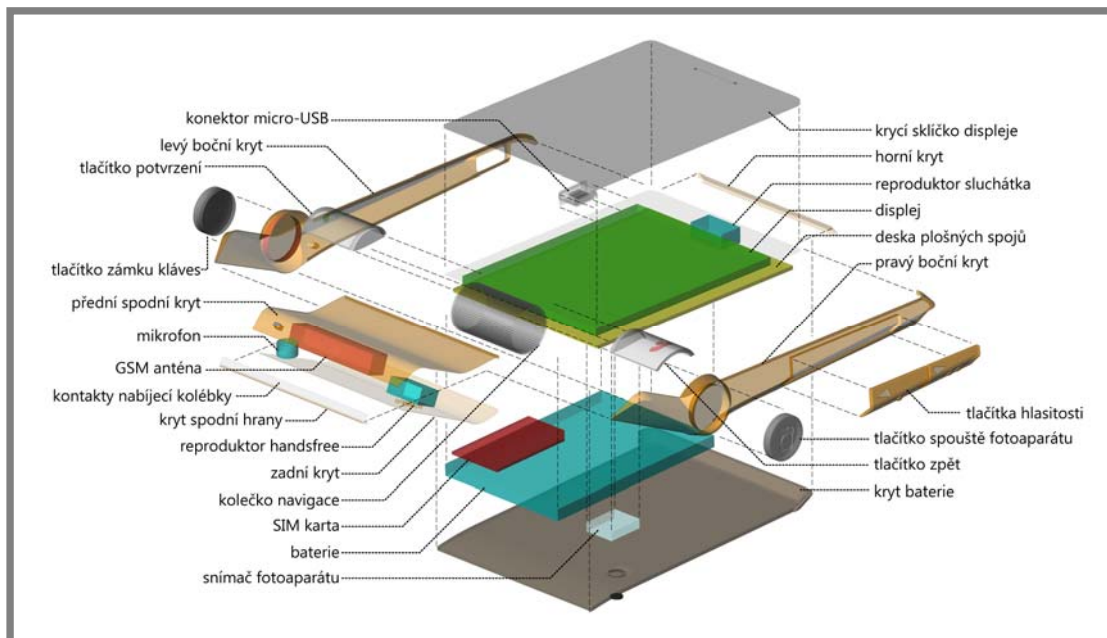 konektor micro-USB
levý boční kryt
tlačítko potvrzení
tlačítko zámku kláves
přední spodní kryt
mikrofon
GSM anténa
kontakty nabíjecí kolébky
kryt spodní hrany
reproduktor handsfree
zadní kryt
kolečko navigace
SIM karta
baterie
snímač fotoaparátu
krycí sklíčko displeje
horní kryt
reproduktor sluchátka
displej
deska plošných spojů
pravý boční kryt
tlačítka hlasitosti
tlačítko spouště fotoaparátu
tlačítko zpět
kryt baterie